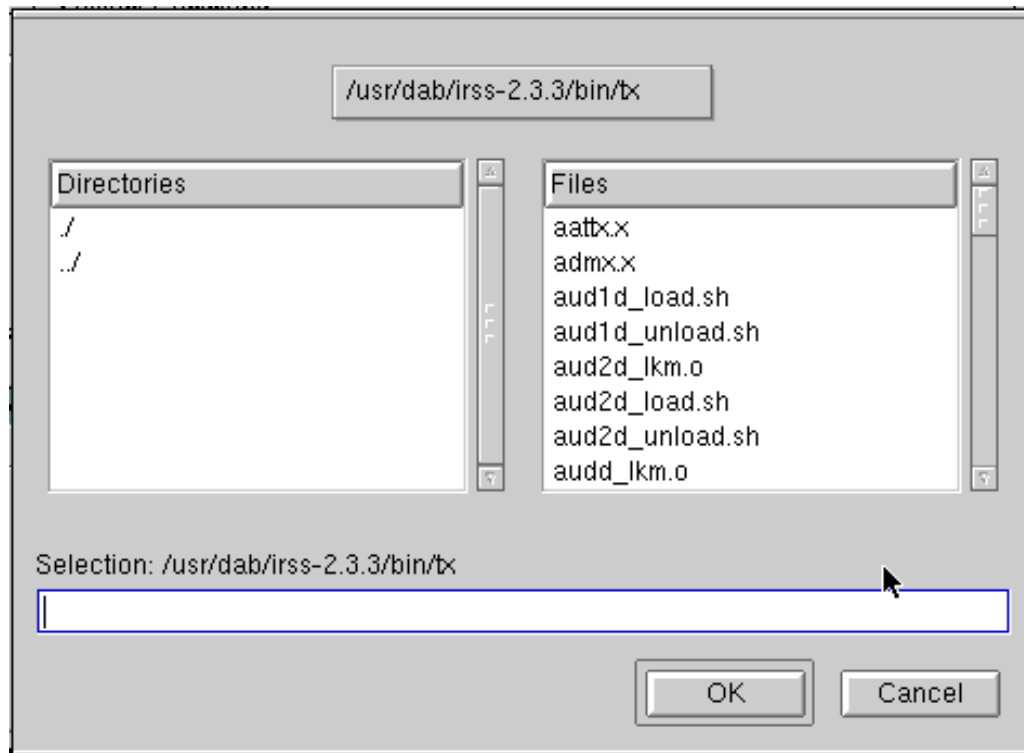 /usr/dab/irss-2.3.3/bin/tx
Directories
./
../
Files
aattx.x
admx.x
aud1d_load.sh
aud1d_unload.sh
aud2d_lkm.o
aud2d_load.sh
aud2d_unload.sh
audd_lkm.o
Selection: /usr/dab/irss-2.3.3/bin/tx
OK
Cancel